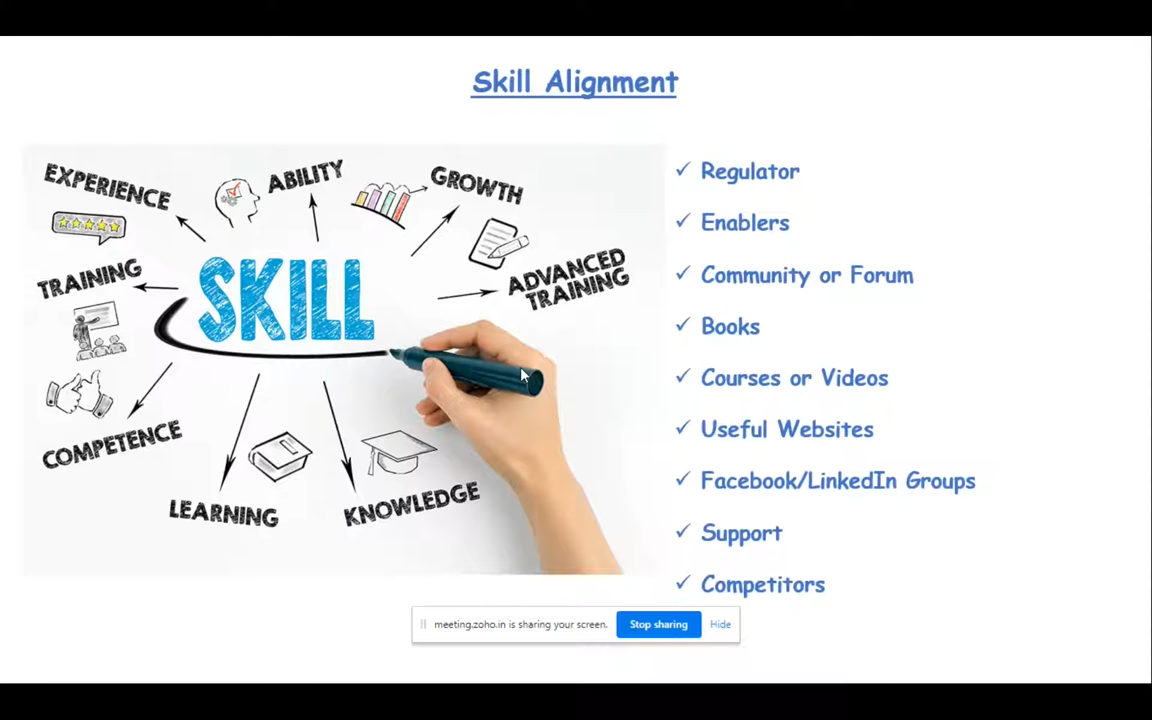 Skill Alignment
EXPERIENCE
ABILITY
GROWTH
TRAINING
SKILL
ADVANCED
TRAINING
COMPETENCE
LEARNING
KNOWLEDGE
✓ Regulator
✓ Enablers
✓ Community or Forum
✓ Books
✓ Courses or Videos
✓ Useful Websites
✓ Facebook/LinkedIn Groups
✓ Support
✓ Competitors
meeting.zoho.in is sharing your screen. Stop sharing Hide